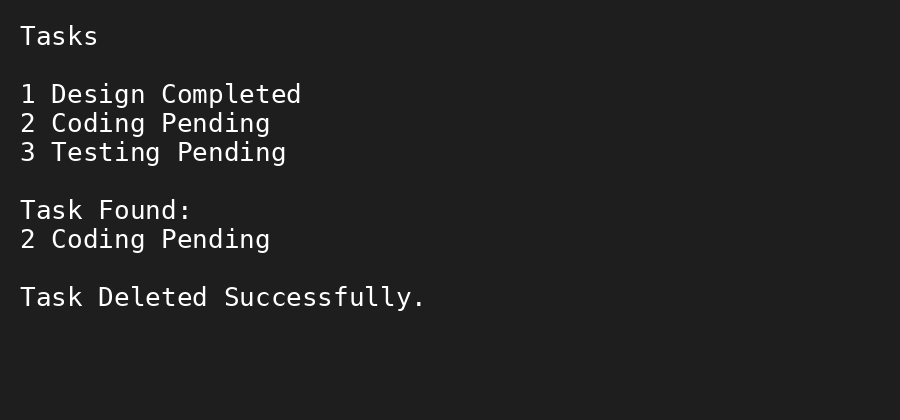 Tasks
1 Design Completed
2 Coding Pending
3 Testing Pending
Task Found:
2 Coding Pending
Task Deleted Successfully.